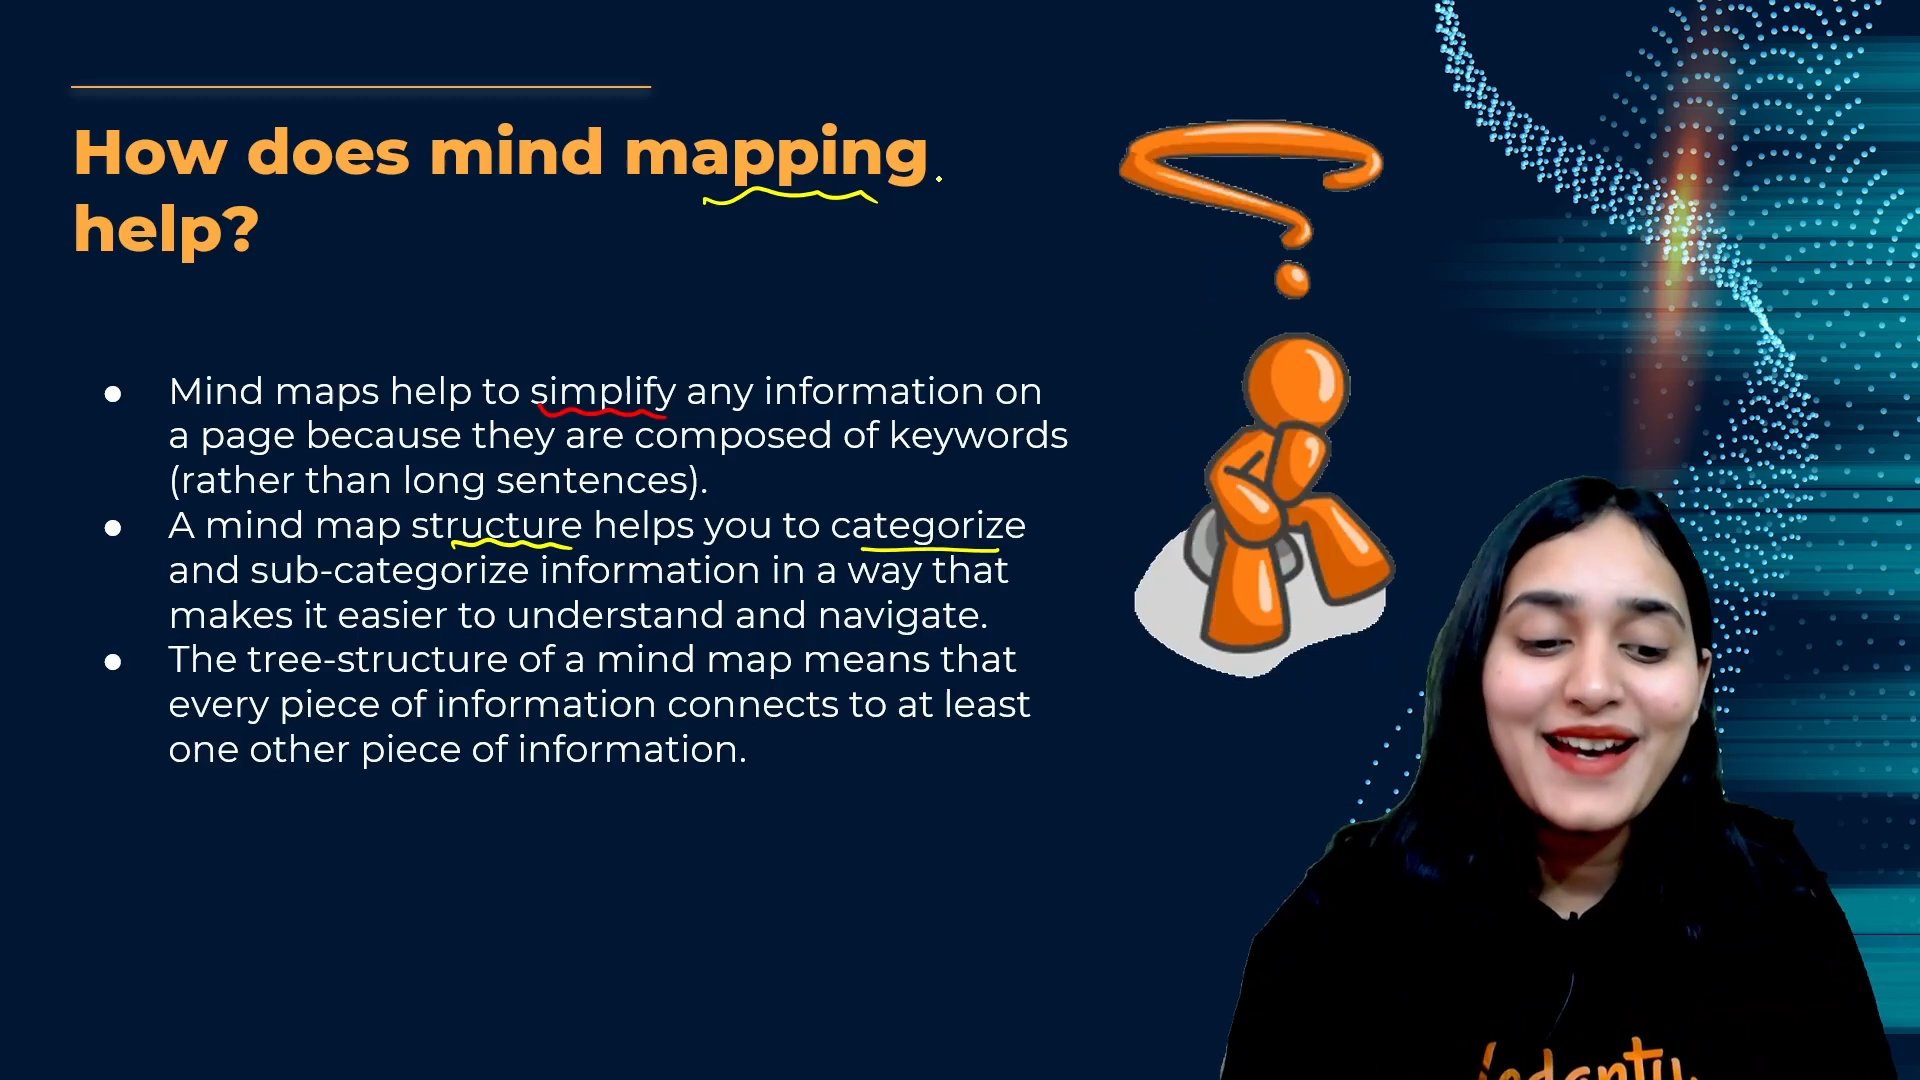 How does mind mapping
help?
● Mind maps help to simplify any information on
a page because they are composed of keywords
(rather than long sentences).
● A mind map structure helps you to categorize
and sub-categorize information in a way that
makes it easier to understand and navigate.
● The tree-structure of a mind map means that
every piece of information connects to at least
one other piece of information.